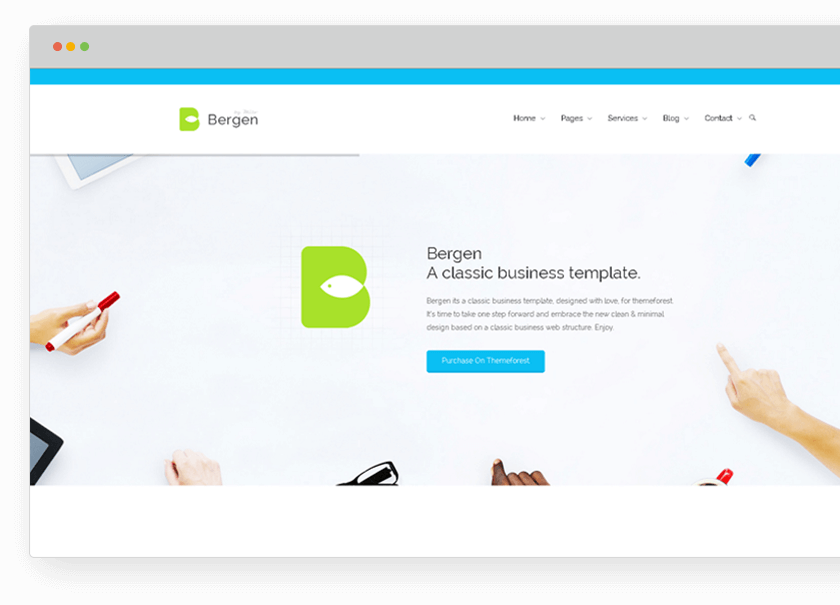 Bergen
Home Pages Services Blog Contact
Bergen
A classic business template.
Bergen its a classic business template, designed with love, for themeforest.
It's time to take one step forward and embrace the new clean & minimal
design based on a classic business web structure. Enjoy.
Purchase On Themeforest